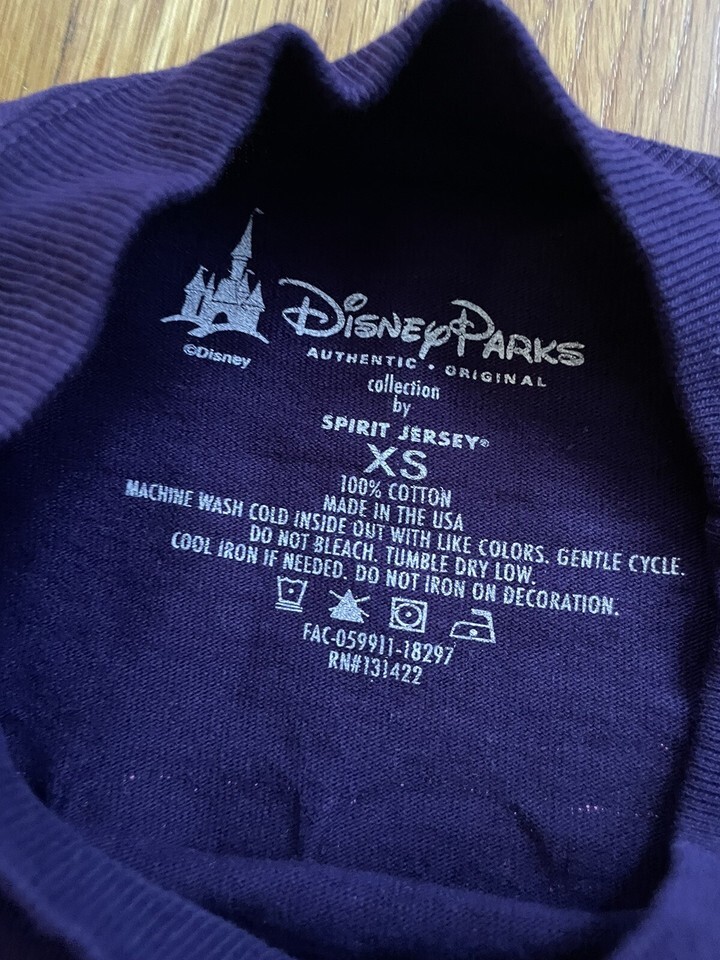 ©Disney
DISNEY PARKS
AUTHENTIC • ORIGINAL
collection
by
SPIRIT JERSEY®
XS
100% COTTON
MADE IN THE USA
MACHINE WASH COLD INSIDE OUT WITH LIKE COLORS. GENTLE CYCLE.
DO NOT BLEACH. TUMBLE DRY LOW.
COOL IRON IF NEEDED. DO NOT IRON ON DECORATION.
FAC-059911-18297
RN#131422